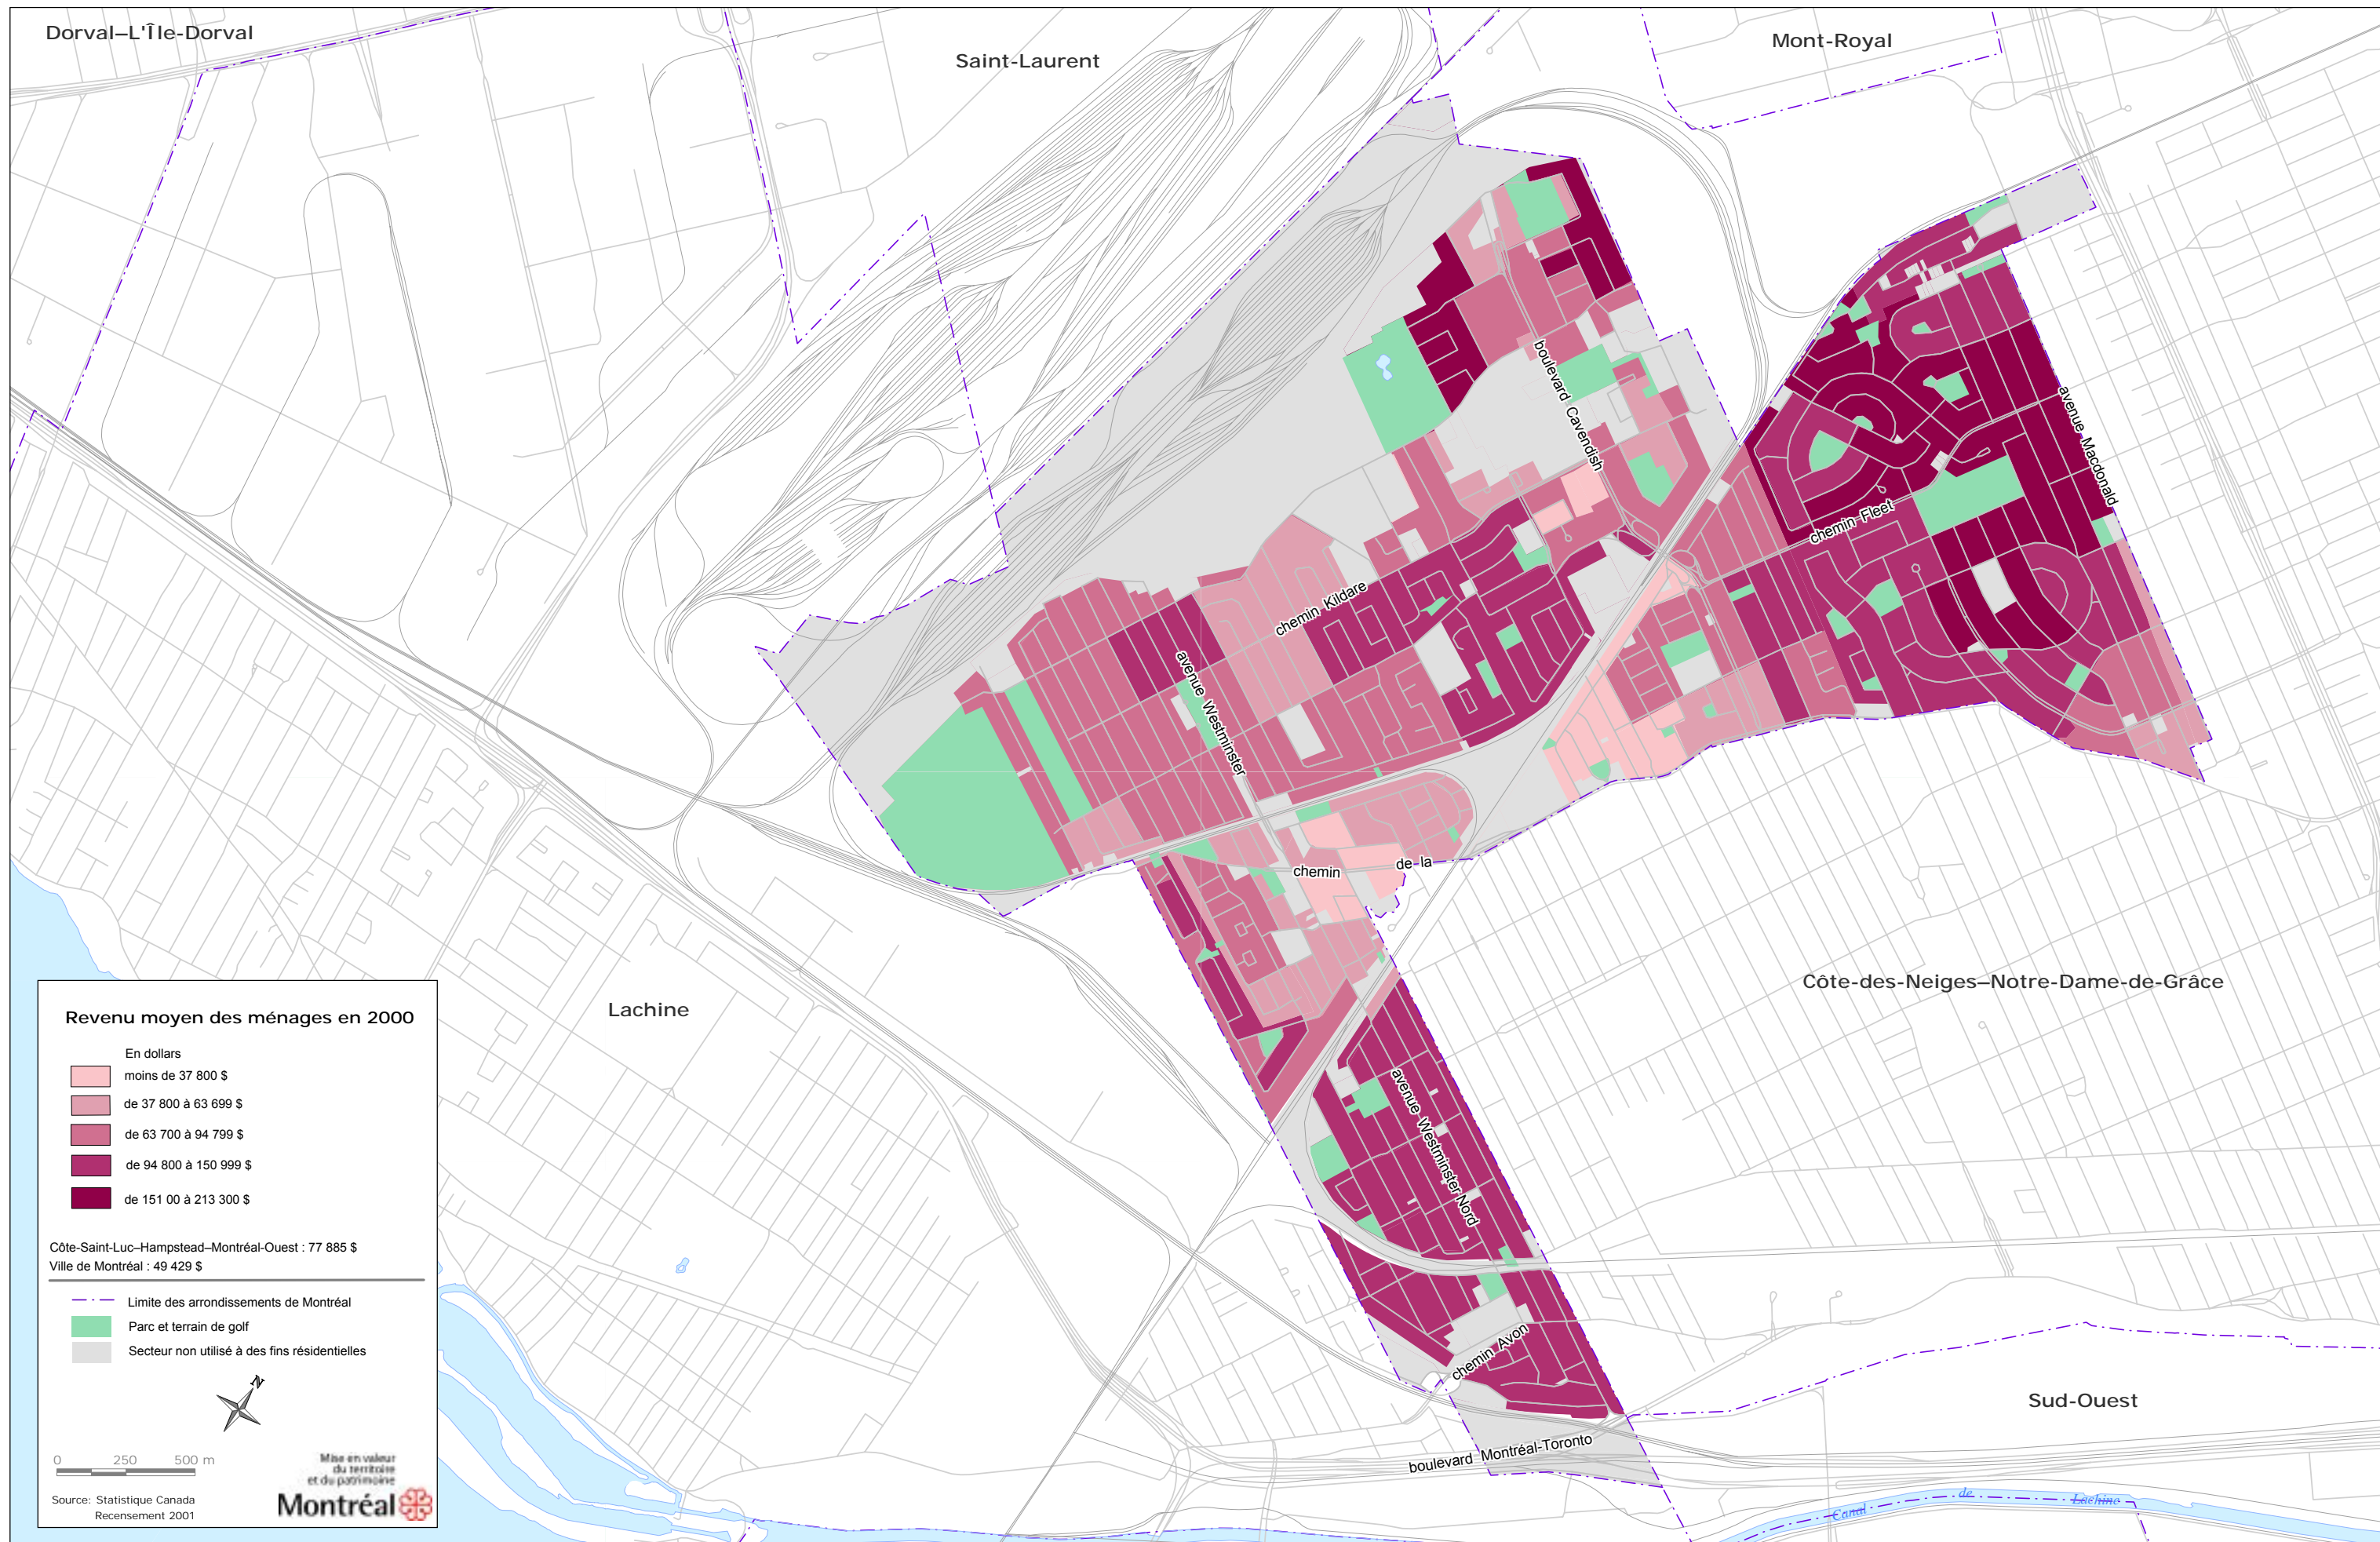 Dorval–L'Île-Dorval
Saint-Laurent
Mont-Royal
boulevard Cavendish
avenue Macdonald
chemin Fleet
chemin Kildare
avenue Westminster
chemin de la
Côte-des-Neiges–Notre-Dame-de-Grâce
Lachine
avenue Westminster Nord
chemin Avon
Sud-Ouest
boulevard Montréal-Toronto
Canal de Lachine
Revenu moyen des ménages en 2000
En dollars
moins de 37 800 $
de 37 800 à 63 699 $
de 63 700 à 94 799 $
de 94 800 à 150 999 $
de 151 00 à 213 300 $
Côte-Saint-Luc–Hampstead–Montréal-Ouest : 77 885 $
Ville de Montréal : 49 429 $
Limite des arrondissements de Montréal
Parc et terrain de golf
Secteur non utilisé à des fins résidentielles
N
0 250 500 m
Mise en valeur
du territoire
et du patrimoine
Montréal
Source: Statistique Canada
Recensement 2001